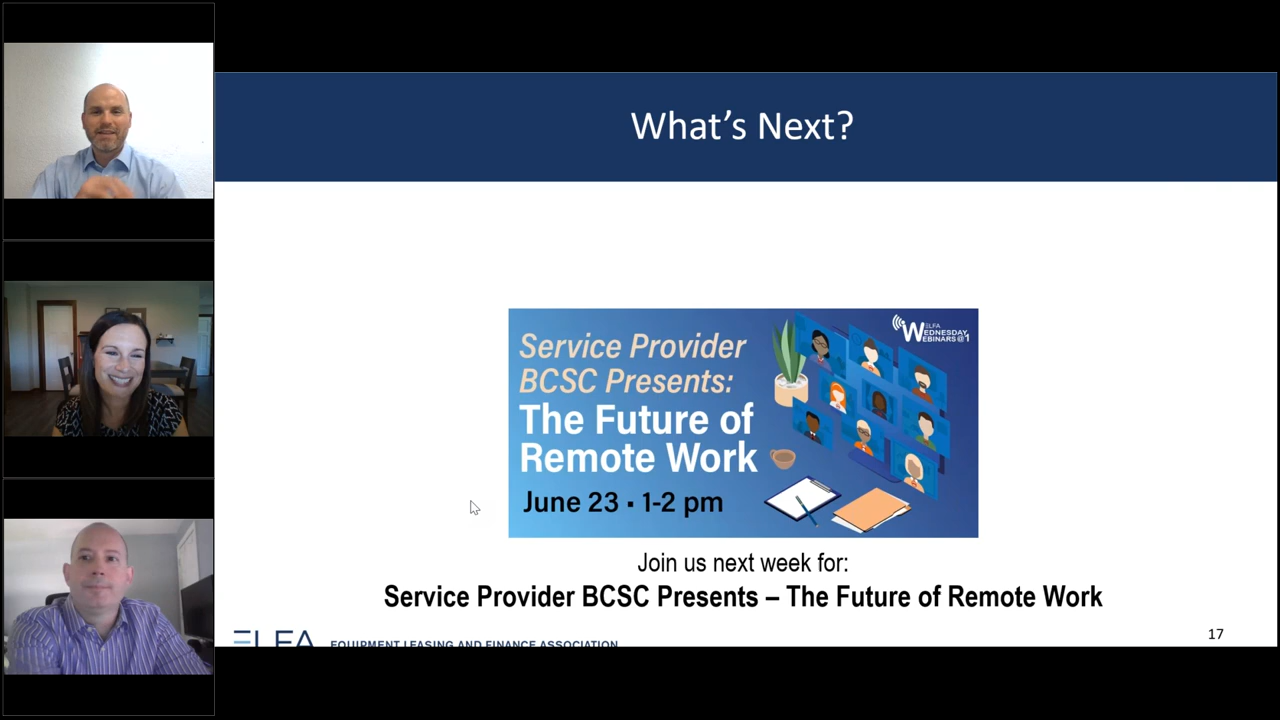 What's Next?
Service Provider
BCSC Presents:
The Future of
Remote Work
June 23 ▪ 1-2 pm
ELFA
WEDNESDAY
WEBINARS@1
Join us next week for:
Service Provider BCSC Presents – The Future of Remote Work
ELFA EQUIPMENT LEASING AND FINANCE ASSOCIATION
17